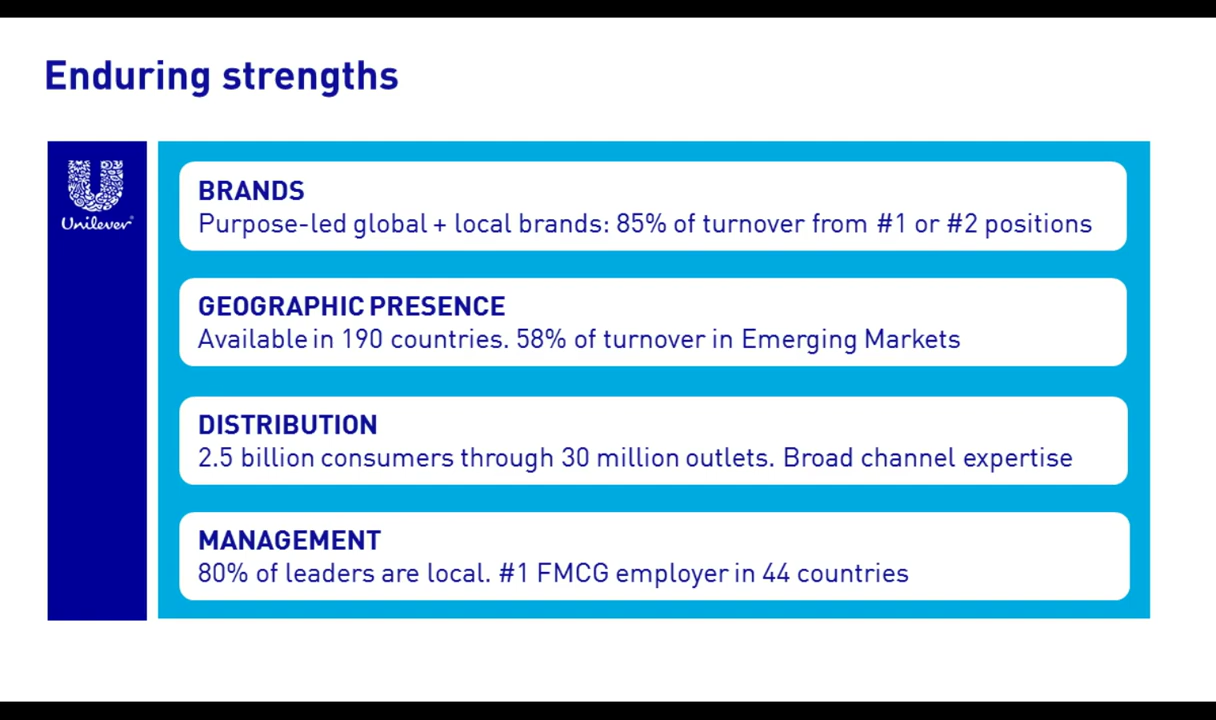 Enduring strengths
Unilever
BRANDS
Purpose-led global + local brands: 85% of turnover from #1 or #2 positions
GEOGRAPHIC PRESENCE
Available in 190 countries. 58% of turnover in Emerging Markets
DISTRIBUTION
2.5 billion consumers through 30 million outlets. Broad channel expertise
MANAGEMENT
80% of leaders are local. #1 FMCG employer in 44 countries